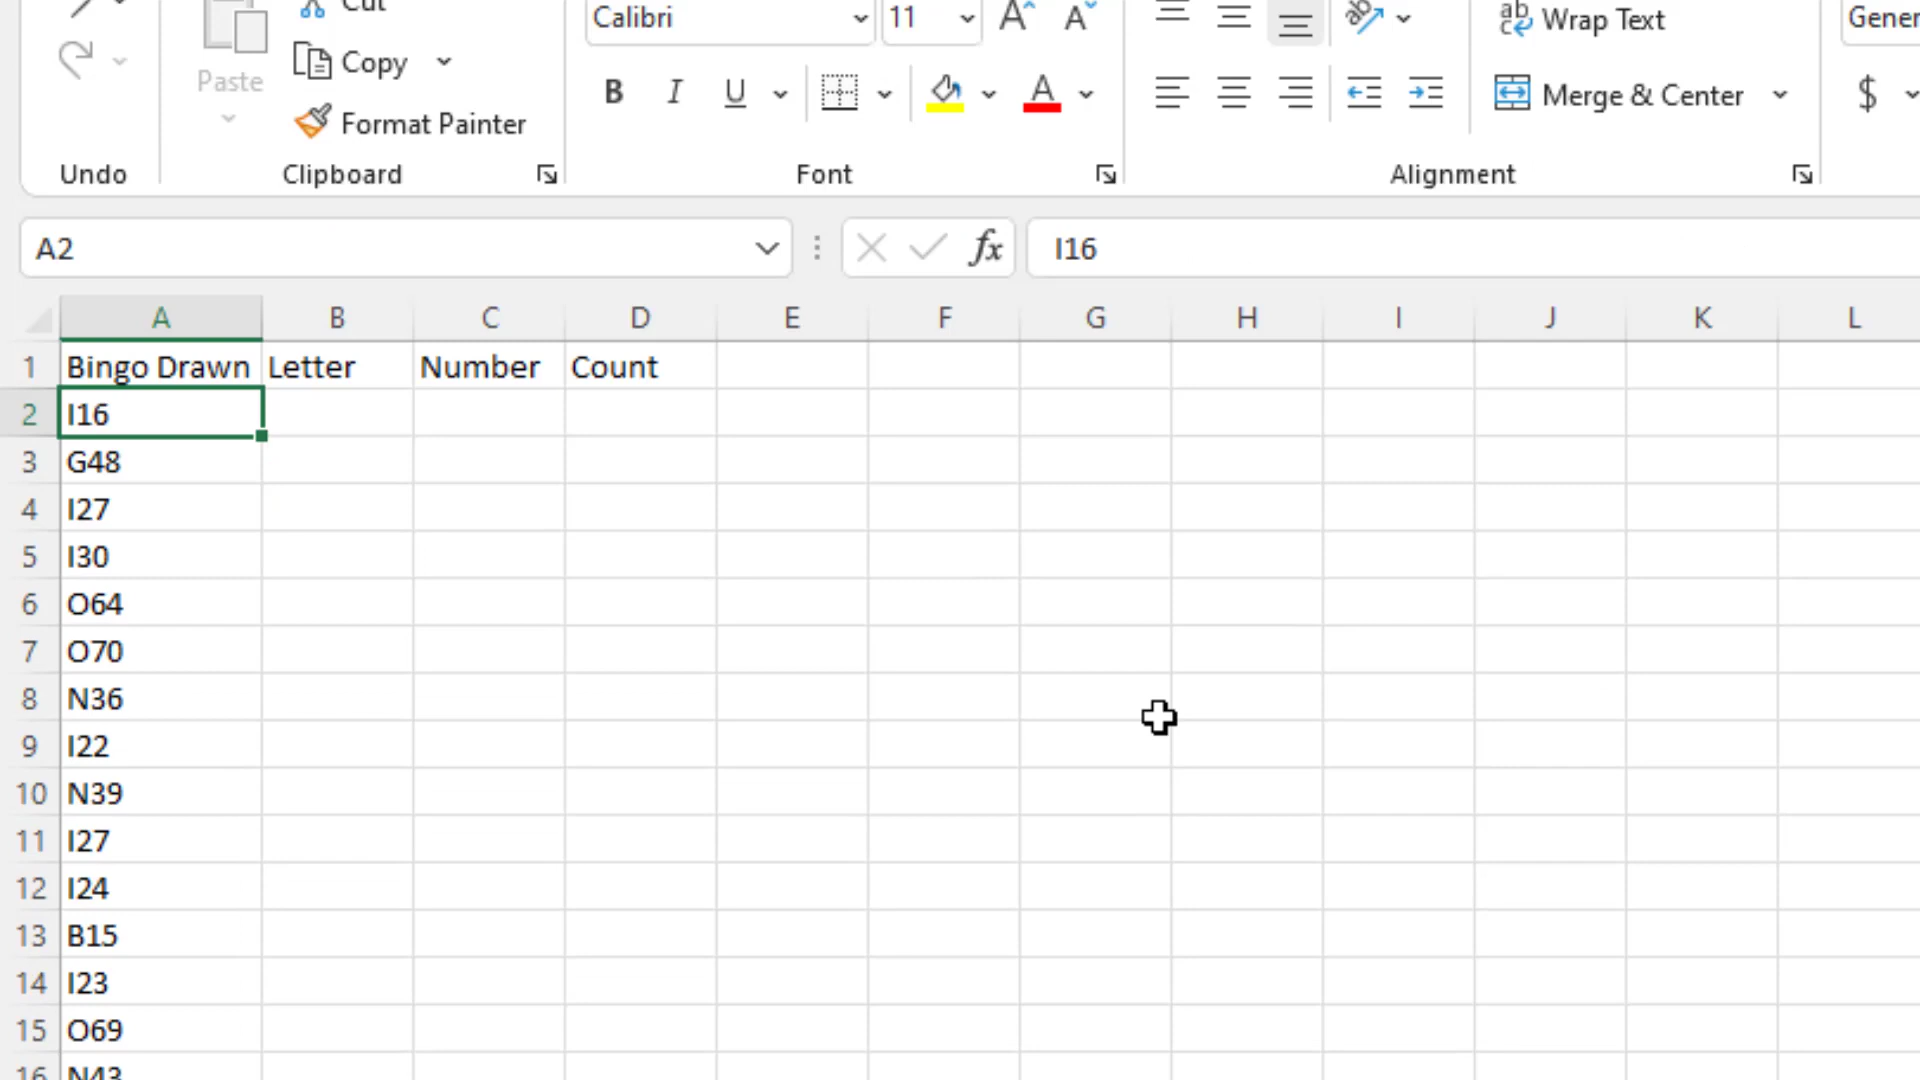 Cut
Calibri 11 A A ab Wrap Text Gener
c
Paste Copy B I U A Merge & Center $
Format Painter
Undo Clipboard Font Alignment
A2 fx I16
A B C D E F G H I J K L
1 Bingo Drawn Letter Number Count
2 I16
3 G48
4 I27
5 I30
6 O64
7 O70
8 N36
9 I22
10 N39
11 I27
12 I24
13 B15
14 I23
15 O69
16 N43